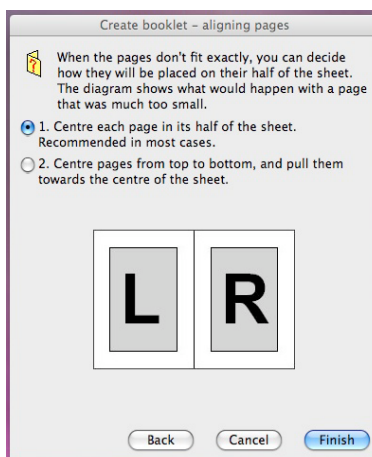 Create booklet – aligning pages
When the pages don't fit exactly, you can decide
how they will be placed on their half of the sheet.
The diagram shows what would happen with a page
that was much too small.
1. Centre each page in its half of the sheet.
Recommended in most cases.
2. Centre pages from top to bottom, and pull them
towards the centre of the sheet.
L R
Back Cancel Finish